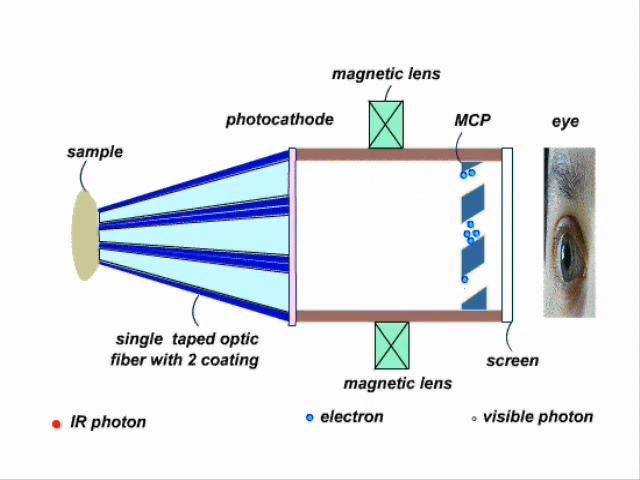 magnetic lens
photocathode
MCP
eye
sample
single taped optic
fiber with 2 coating
screen
magnetic lens
IR photon
electron
visible photon